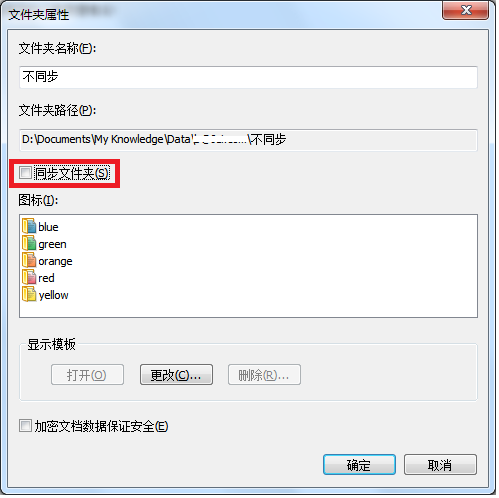 文件夹属性
文件夹名称(F):
不同步
文件夹路径(P):
D:\Documents\My Knowledge\Data\ \不同步
同步文件夹(S)
图标(I):
blue
green
orange
red
yellow
显示模板
打开(O) 更改(C)... 删除(R)...
加密文档数据保证安全(E)
确定 取消